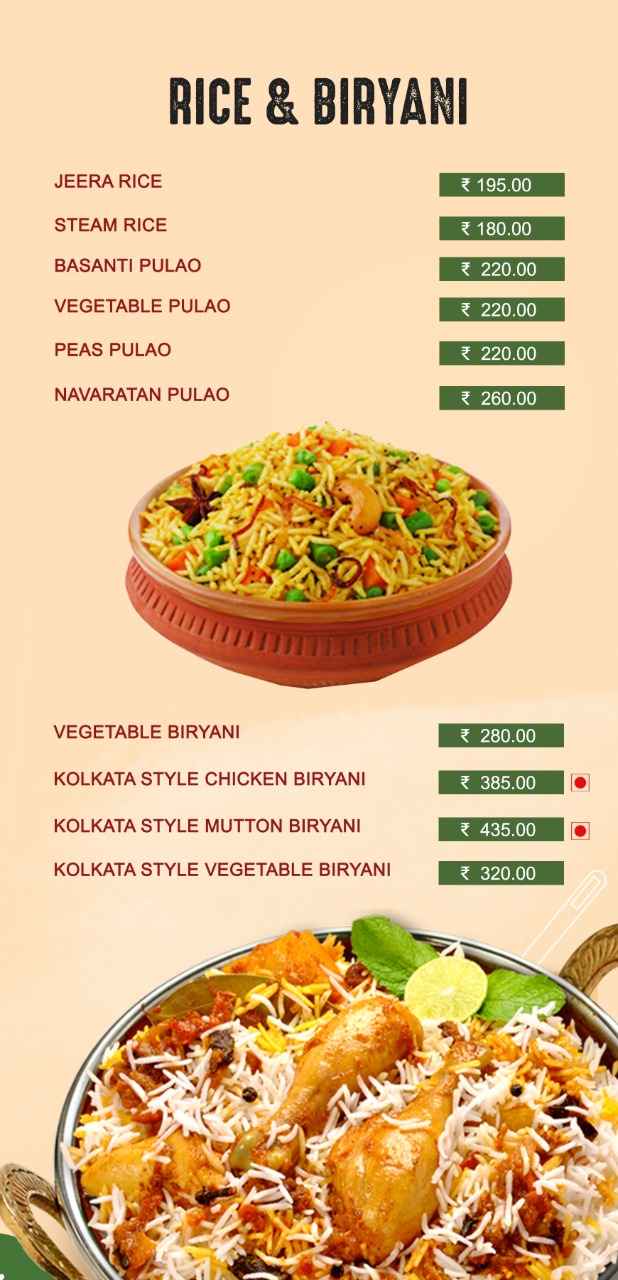 RICE & BIRYANI
JEERA RICE ₹ 195.00
STEAM RICE ₹ 180.00
BASANTI PULAO ₹ 220.00
VEGETABLE PULAO ₹ 220.00
PEAS PULAO ₹ 220.00
NAVARATAN PULAO ₹ 260.00
VEGETABLE BIRYANI ₹ 280.00
KOLKATA STYLE CHICKEN BIRYANI ₹ 385.00
KOLKATA STYLE MUTTON BIRYANI ₹ 435.00
KOLKATA STYLE VEGETABLE BIRYANI ₹ 320.00